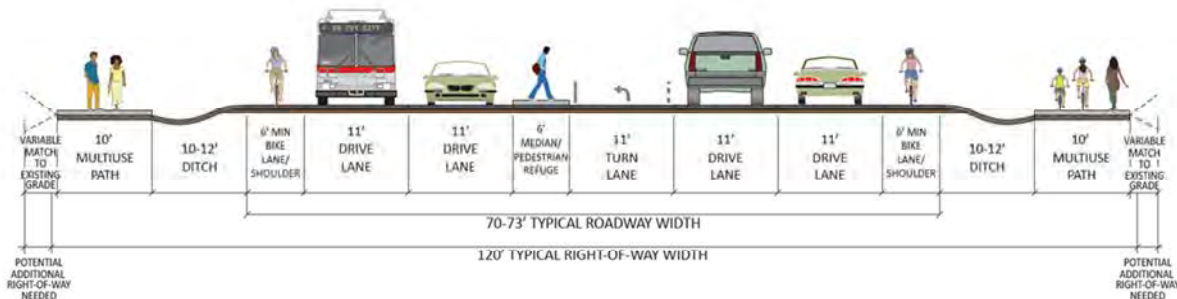 VARIABLE
MATCH
TO
EXISTING
GRADE
10'
MULTIUSE
PATH
10-12'
DITCH
6' MIN
BIKE
LANE/
SHOULDER
11'
DRIVE
LANE
11'
DRIVE
LANE
6'
MEDIAN/
PEDESTRIAN
REFUGE
11'
TURN
LANE
11'
DRIVE
LANE
11'
DRIVE
LANE
6' MIN
BIKE
LANE/
SHOULDER
10-12'
DITCH
10'
MULTIUSE
PATH
VARIABLE
MATCH
TO
EXISTING
GRADE
70-73' TYPICAL ROADWAY WIDTH
120' TYPICAL RIGHT-OF-WAY WIDTH
POTENTIAL
ADDITIONAL
RIGHT-OF-WAY
NEEDED
POTENTIAL
ADDITIONAL
RIGHT-OF-WAY
NEEDED